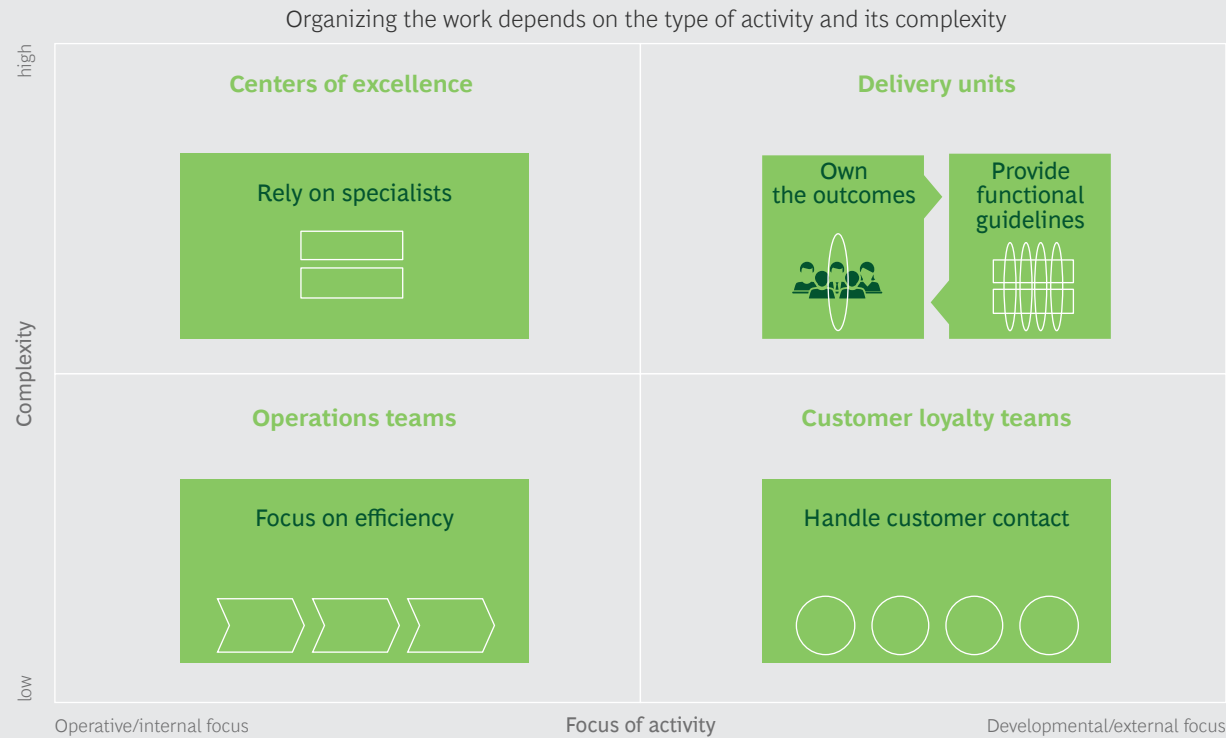 Organizing the work depends on the type of activity and its complexity
high
Centers of excellence
Delivery units
Rely on specialists
Own
the outcomes
Provide
functional
guidelines
Complexity
Operations teams
Customer loyalty teams
Focus on efficiency
Handle customer contact
low
Operative/internal focus
Focus of activity
Developmental/external focus